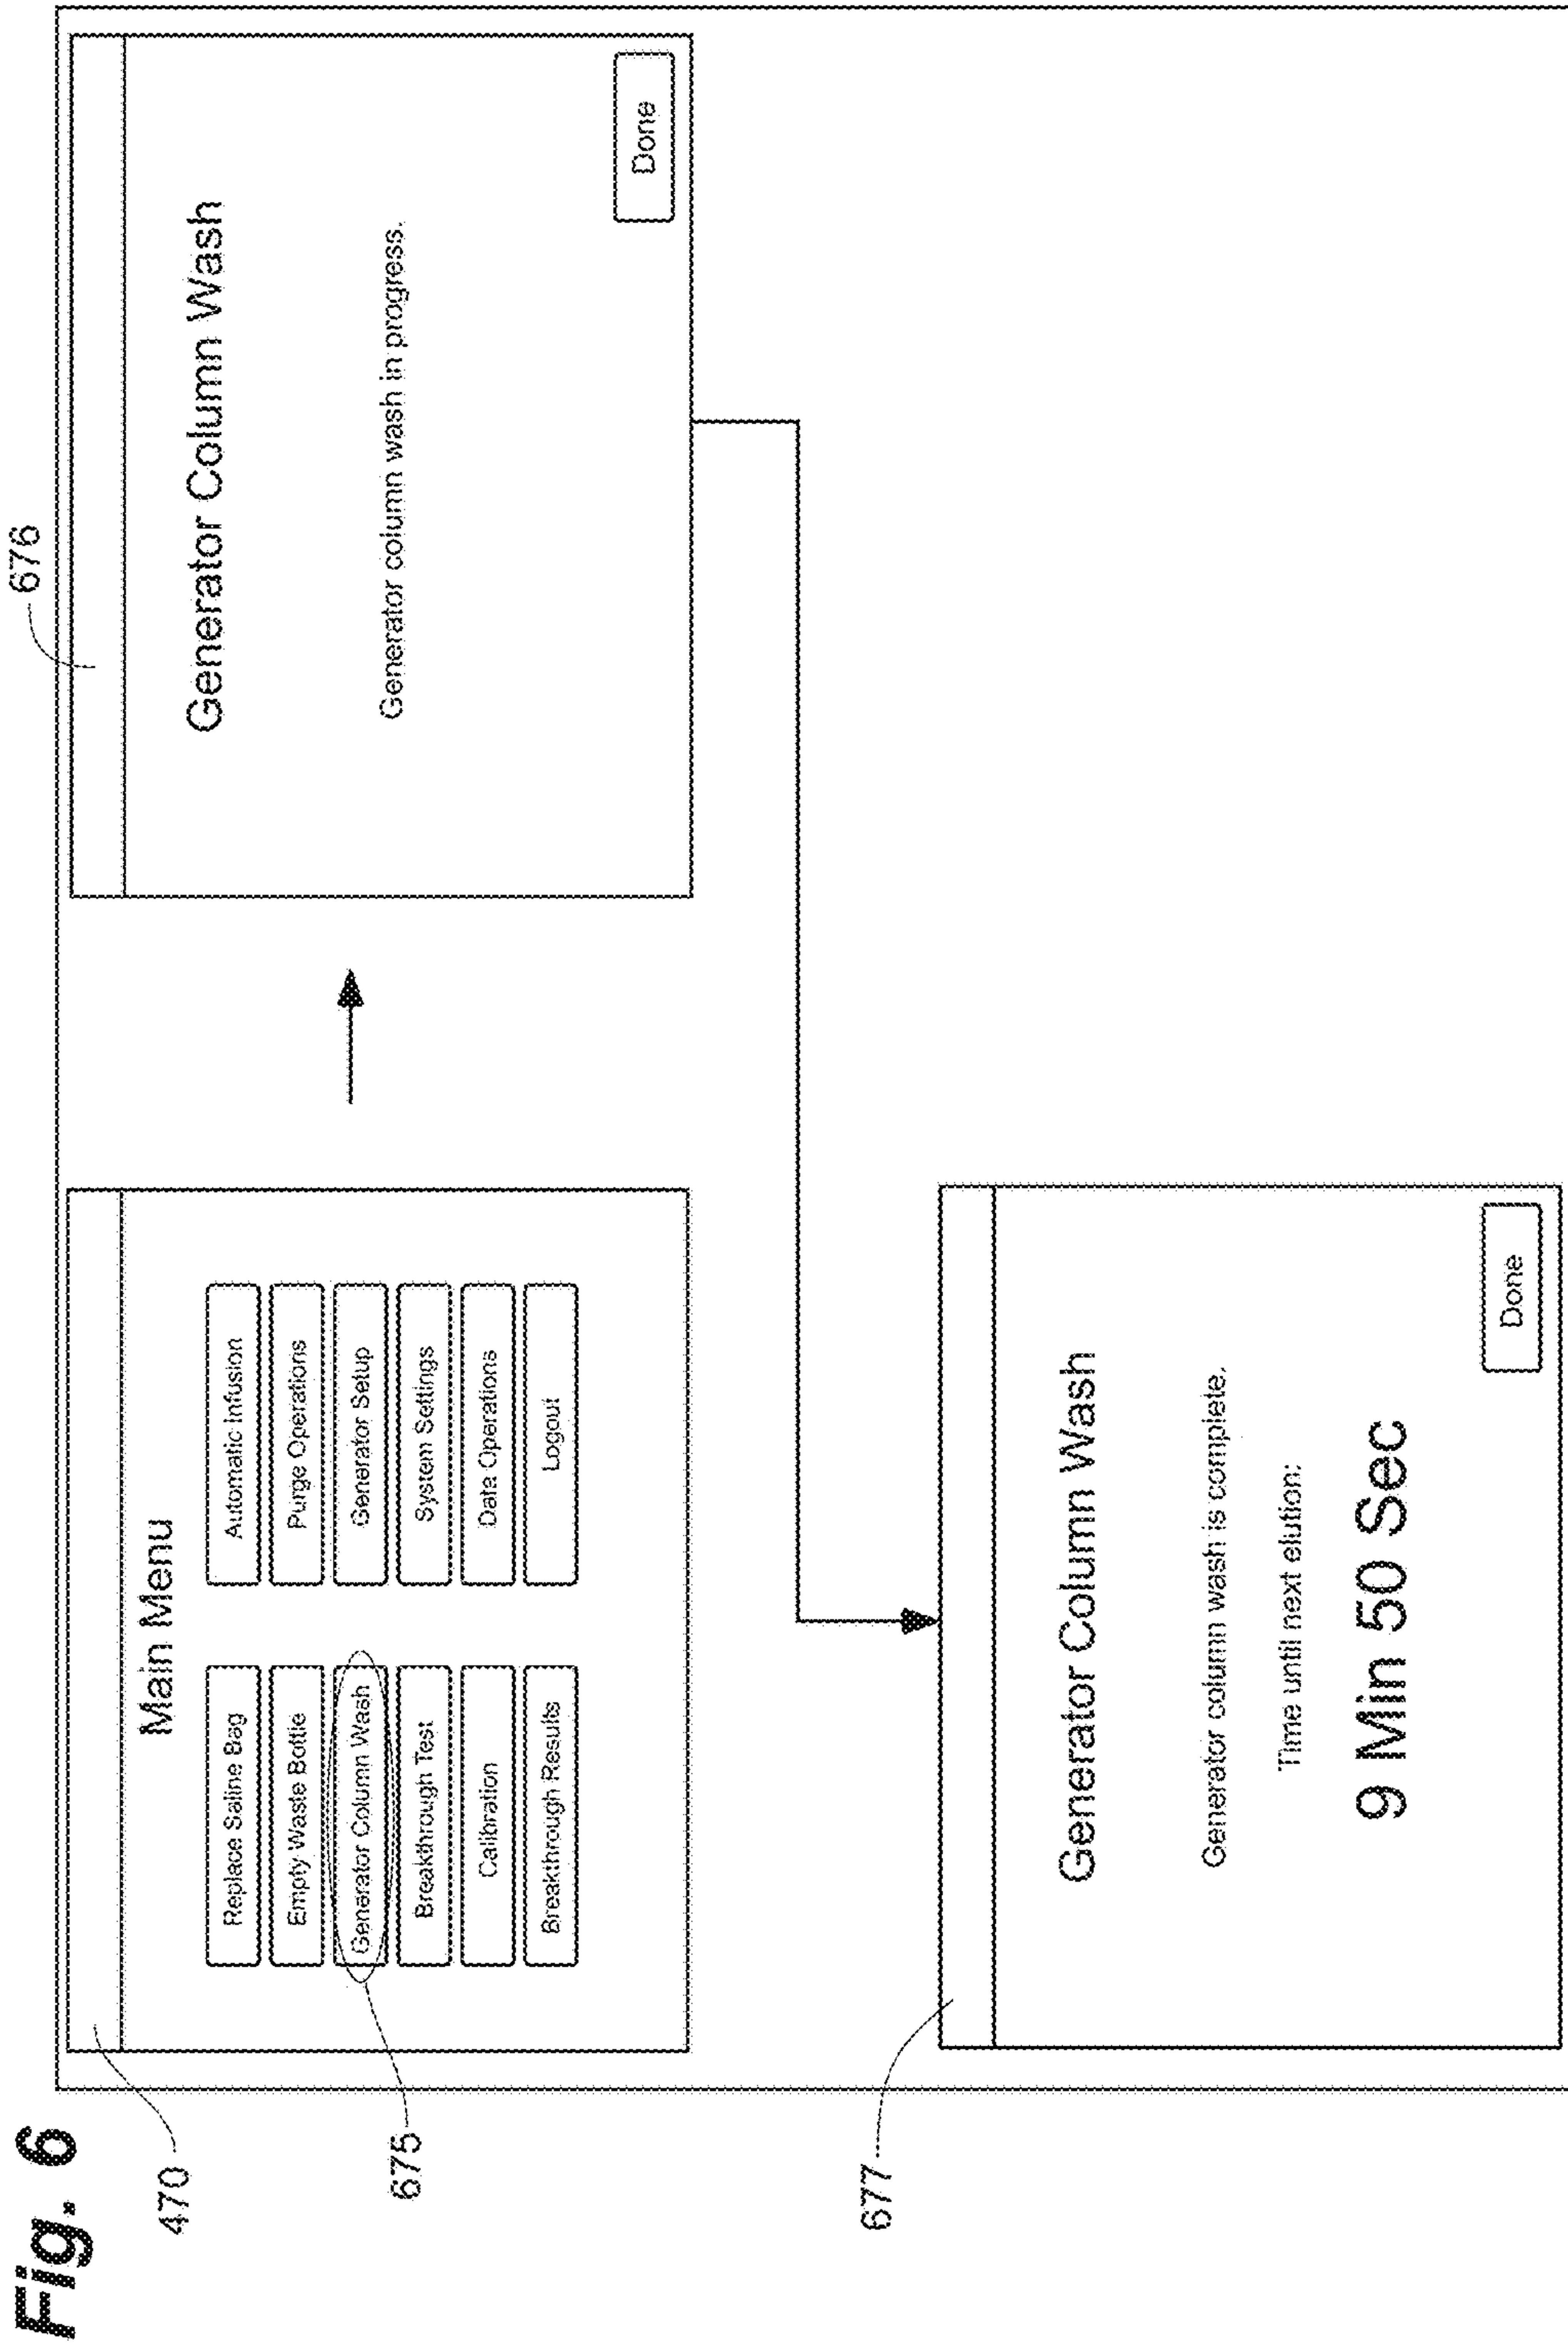 Fig. 6
470
Main Menu
Replace Saline Bag
Empty Waste Bottle
Generator Column Wash
Breakthrough Test
Calibration
Breakthrough Results
Automatic Infusion
Purge Operations
Generator Setup
System Settings
Date Operations
Logout
675
676
Generator Column Wash
Generator column wash in progress.
Done
677
Generator Column Wash
Generator column wash is complete.
Time until next elution:
9 Min 50 Sec
Done